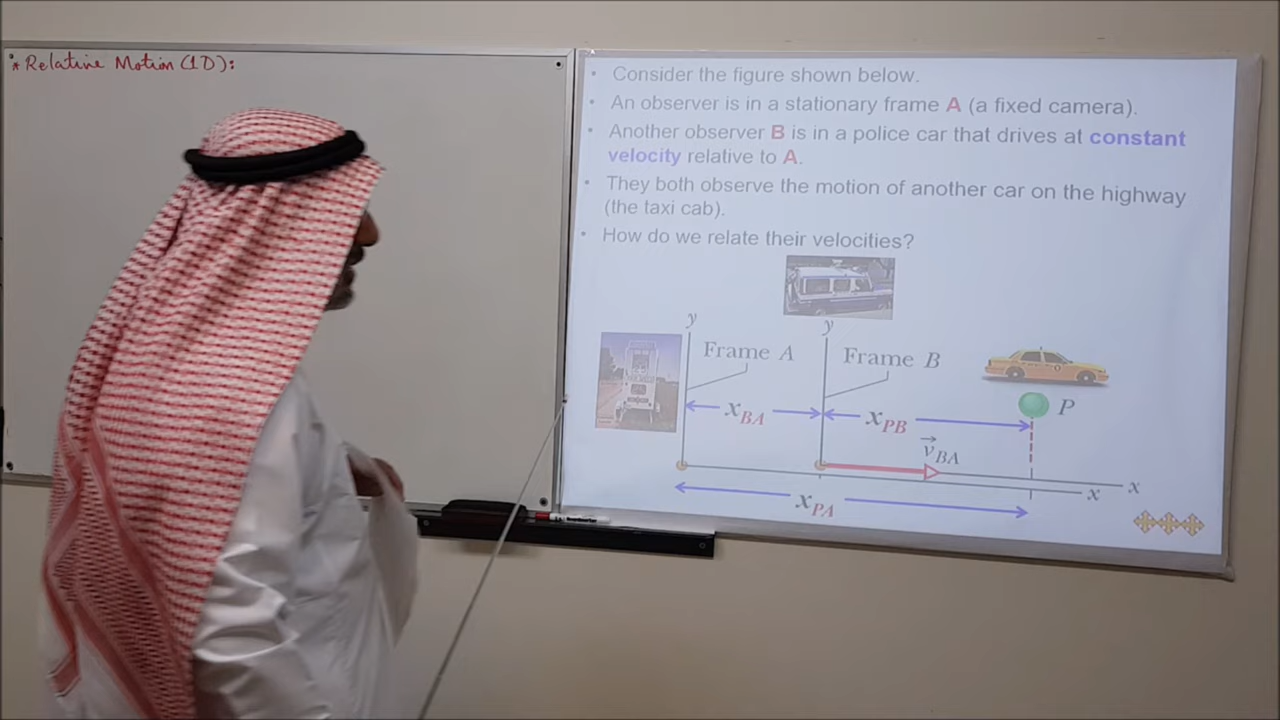 * Relative Motion (1D):
• Consider the figure shown below.
• An observer is in a stationary frame A (a fixed camera).
• Another observer B is in a police car that drives at constant
velocity relative to A.
• They both observe the motion of another car on the highway
(the taxi cab).
• How do we relate their velocities?
y
y
Frame A
Frame B
x_BA
x_PB
P
v⃗_BA
x
x
x_PA